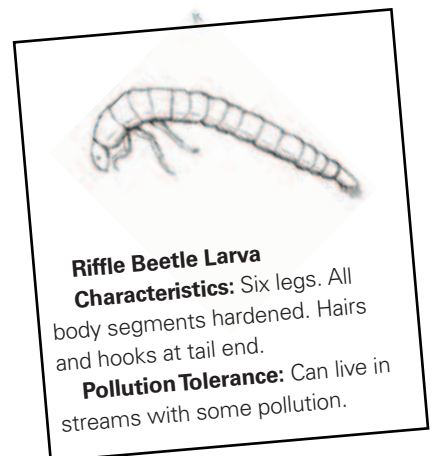 Riffle Beetle Larva
Characteristics: Six legs. All
body segments hardened. Hairs
and hooks at tail end.
Pollution Tolerance: Can live in
streams with some pollution.